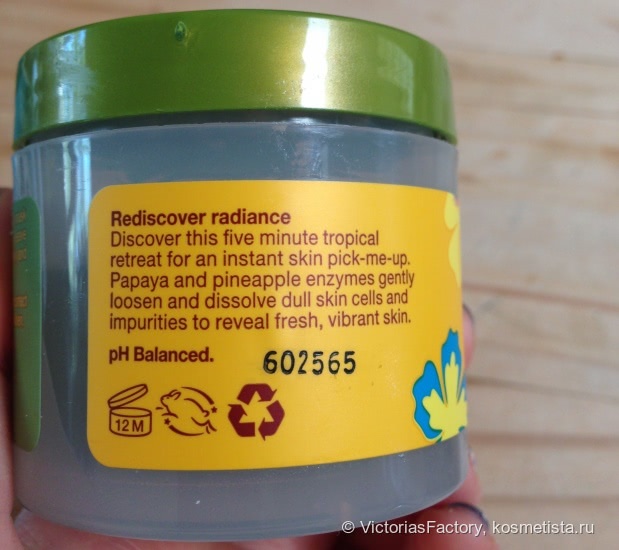 Rediscover radiance
Discover this five minute tropical
retreat for an instant skin pick-me-up.
Papaya and pineapple enzymes gently
loosen and dissolve dull skin cells and
impurities to reveal fresh, vibrant skin.
pH Balanced.
602565
12 M
© VictoriasFactory, kosmetista.ru